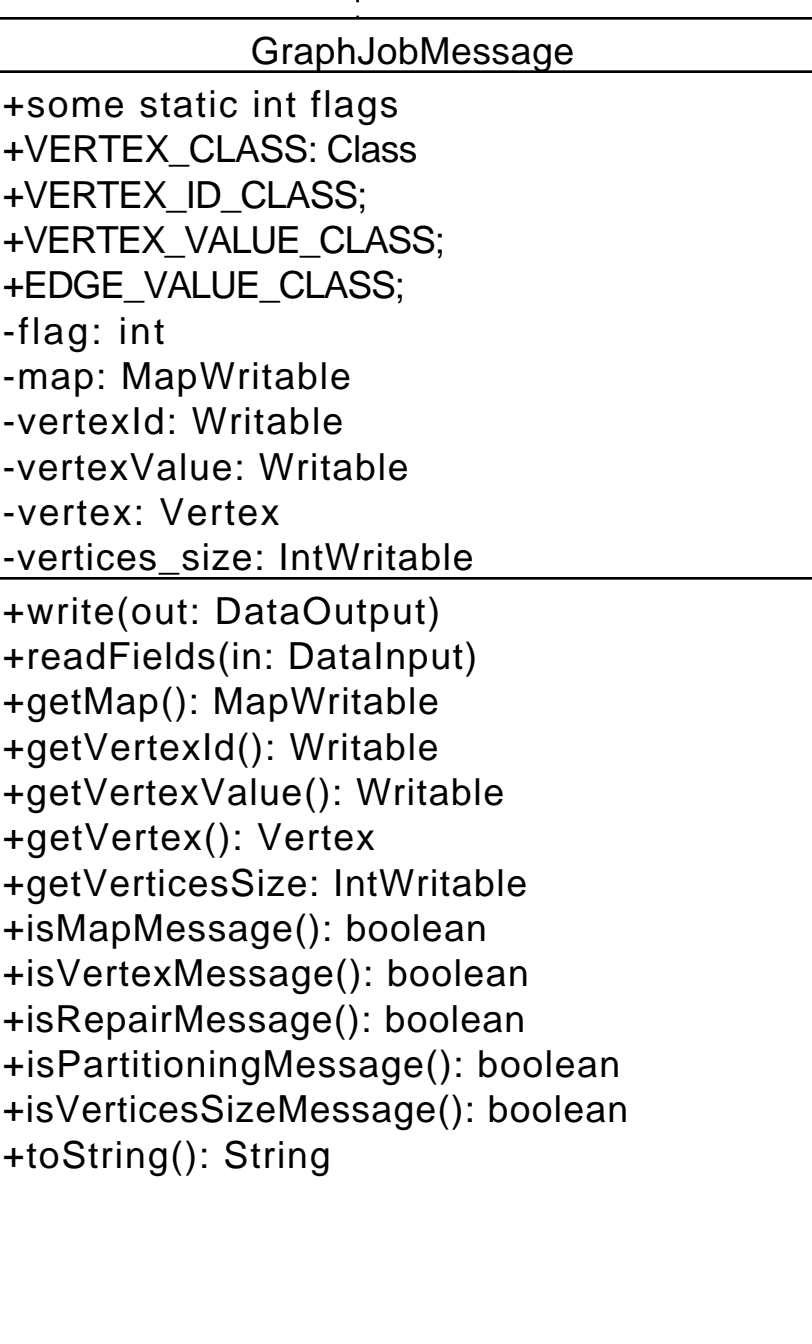 GraphJobMessage
+some static int flags
+VERTEX_CLASS: Class
+VERTEX_ID_CLASS;
+VERTEX_VALUE_CLASS;
+EDGE_VALUE_CLASS;
-flag: int
-map: MapWritable
-vertexId: Writable
-vertexValue: Writable
-vertex: Vertex
-vertices_size: IntWritable
+write(out: DataOutput)
+readFields(in: DataInput)
+getMap(): MapWritable
+getVertexId(): Writable
+getVertexValue(): Writable
+getVertex(): Vertex
+getVerticesSize: IntWritable
+isMapMessage(): boolean
+isVertexMessage(): boolean
+isRepairMessage(): boolean
+isPartitioningMessage(): boolean
+isVerticesSizeMessage(): boolean
+toString(): String